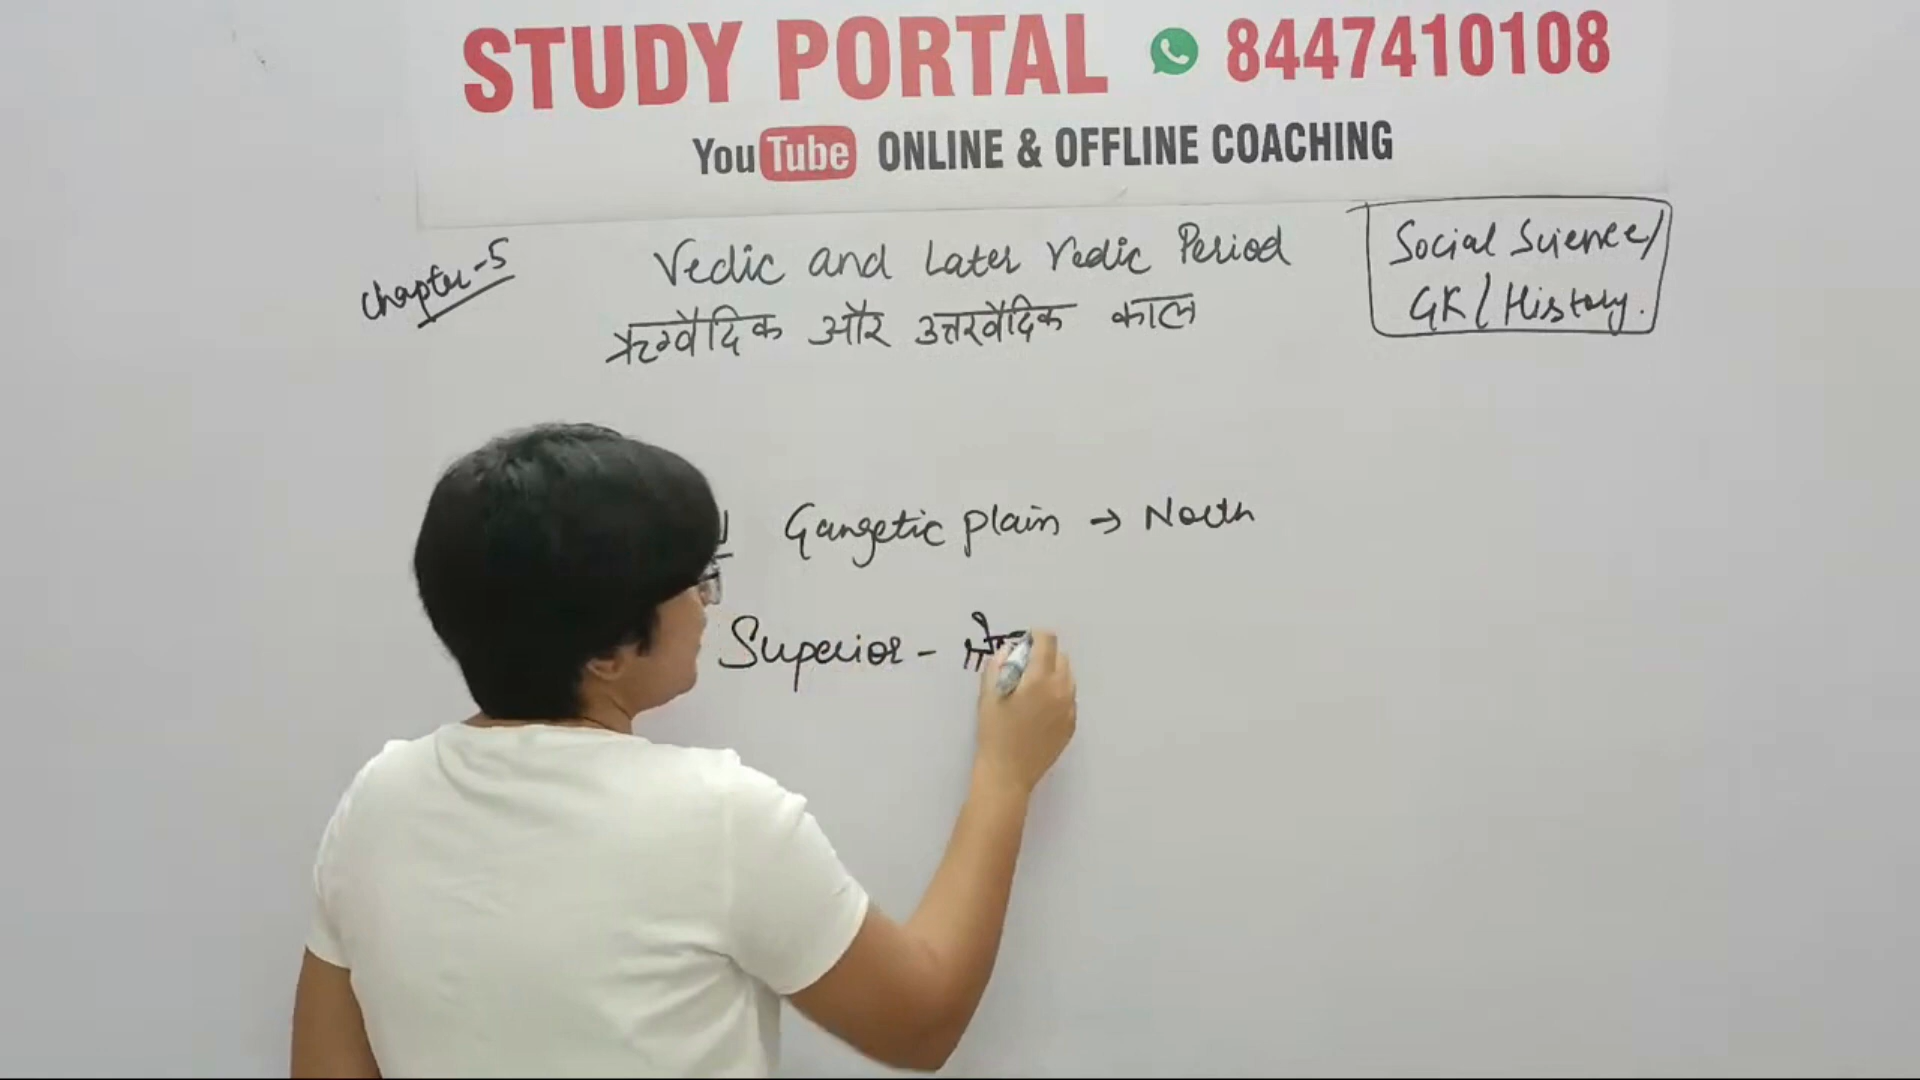 STUDY PORTAL 8447410108
YouTube ONLINE & OFFLINE COACHING
Chapter-5
Vedic and Later Vedic Period
ऋग्वैदिक और उत्तरवैदिक काल
Social Science/
GK/History.
Gangetic plain → North
Superior -